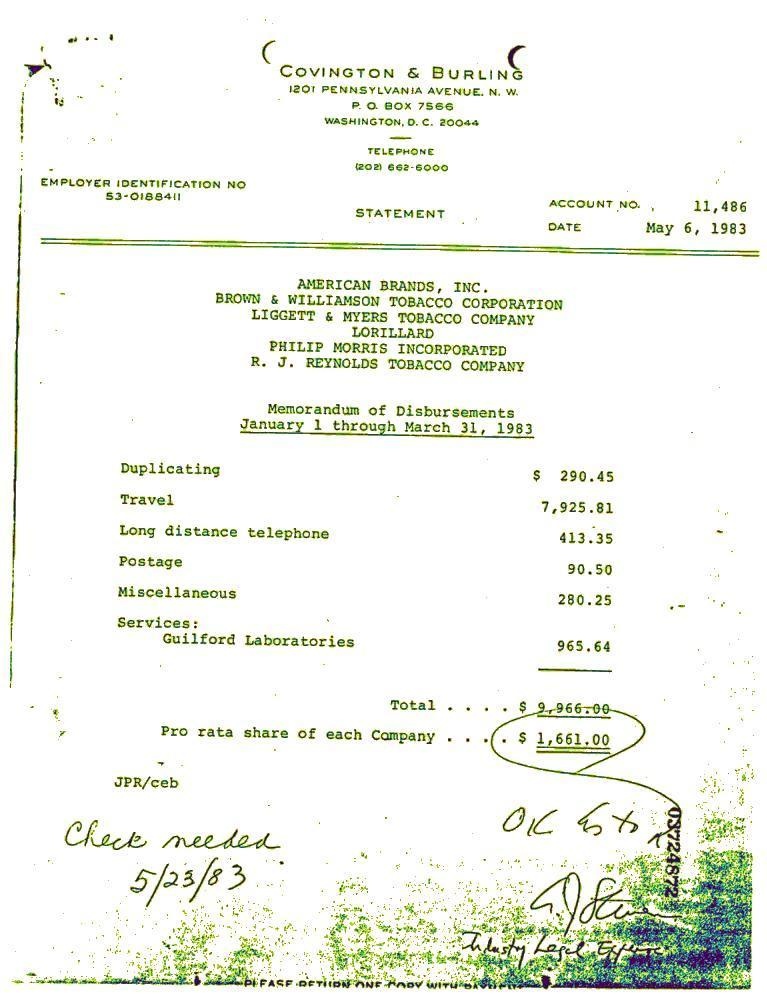 COVINGTON & BURLING
1201 PENNSYLVANIA AVENUE, N. W.
P. O. BOX 7566
WASHINGTON, D. C. 20044
TELEPHONE
(202) 662-6000
EMPLOYER IDENTIFICATION NO
53-0188411
STATEMENT
ACCOUNT NO. 11,486
DATE May 6, 1983
AMERICAN BRANDS, INC.
BROWN & WILLIAMSON TOBACCO CORPORATION
LIGGETT & MYERS TOBACCO COMPANY
LORILLARD
PHILIP MORRIS INCORPORATED
R. J. REYNOLDS TOBACCO COMPANY
Memorandum of Disbursements
January 1 through March 31, 1983
Duplicating $ 290.45
Travel 7,925.81
Long distance telephone 413.35
Postage 90.50
Miscellaneous 280.25
Services:
Guilford Laboratories 965.64
Total . . . . $ 9,966.00
Pro rata share of each Company . . . . $ 1,661.00
JPR/ceb
Check needed
5/23/83
OK
03724872
Industry Legal
PLEASE RETURN ONE COPY WITH